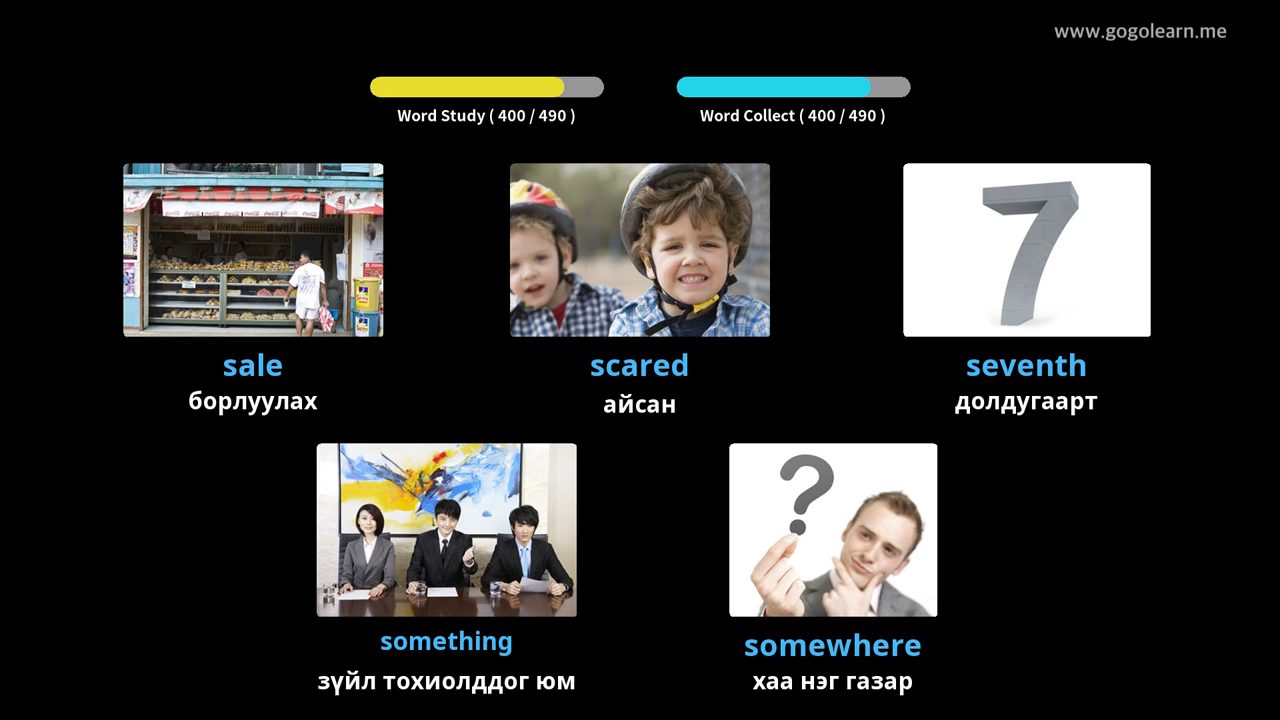 www.gogolearn.me
Word Study ( 400 / 490 )
Word Collect ( 400 / 490 )
sale
борлуулах
scared
айсан
seventh
долдугаарт
something
зүйл тохиолддог юм
somewhere
хаа нэг газар